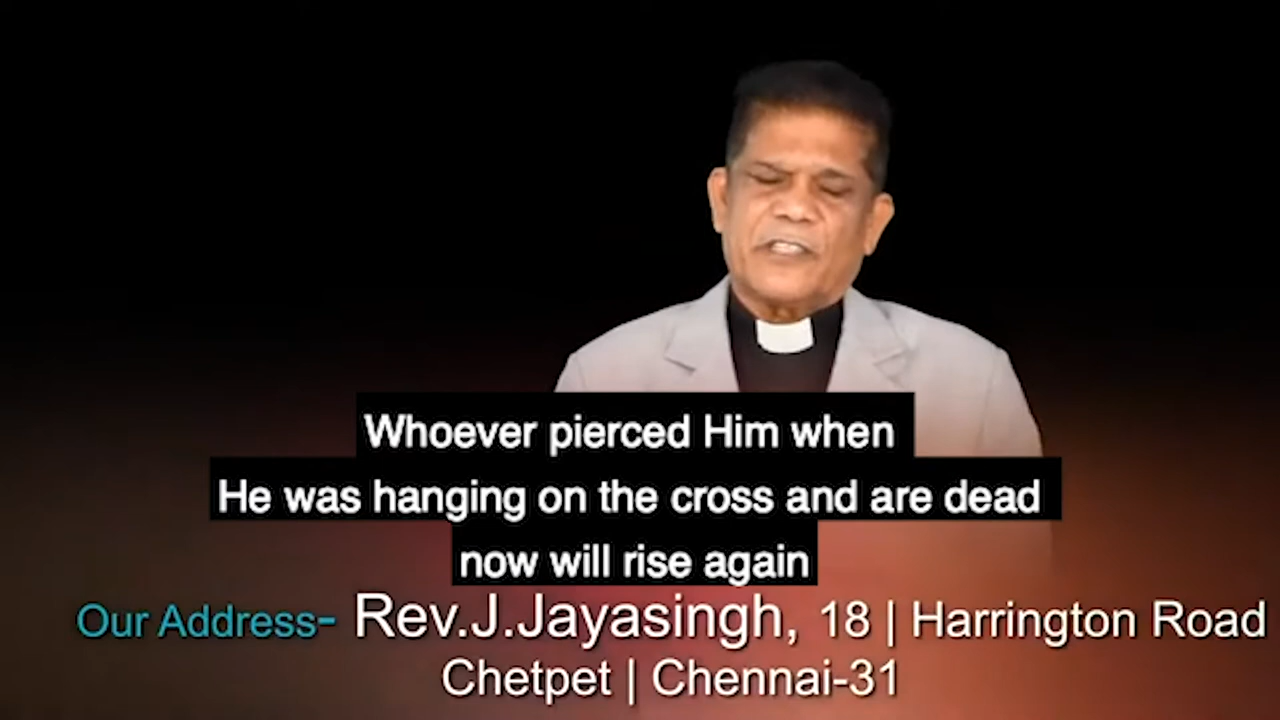 Whoever pierced Him when
He was hanging on the cross and are dead
now will rise again
Our Address- Rev.J.Jayasingh, 18 | Harrington Road
Chetpet | Chennai-31